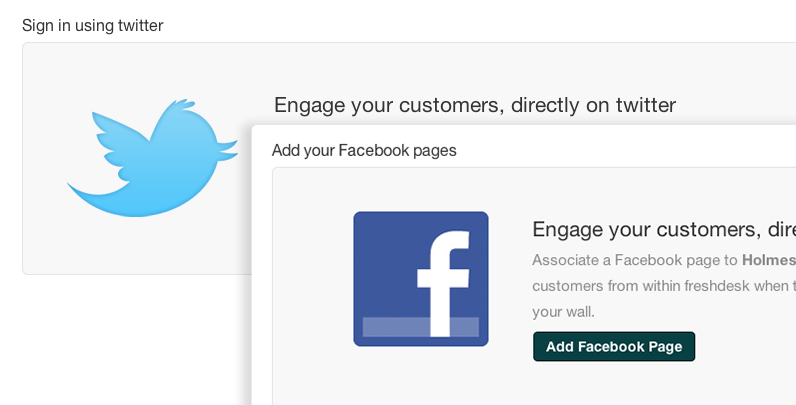 Sign in using twitter
Engage your customers, directly on twitter
Add your Facebook pages
Engage your customers,
Associate a Facebook page to Holmes
customers from within freshdesk when
your wall.
Add Facebook Page